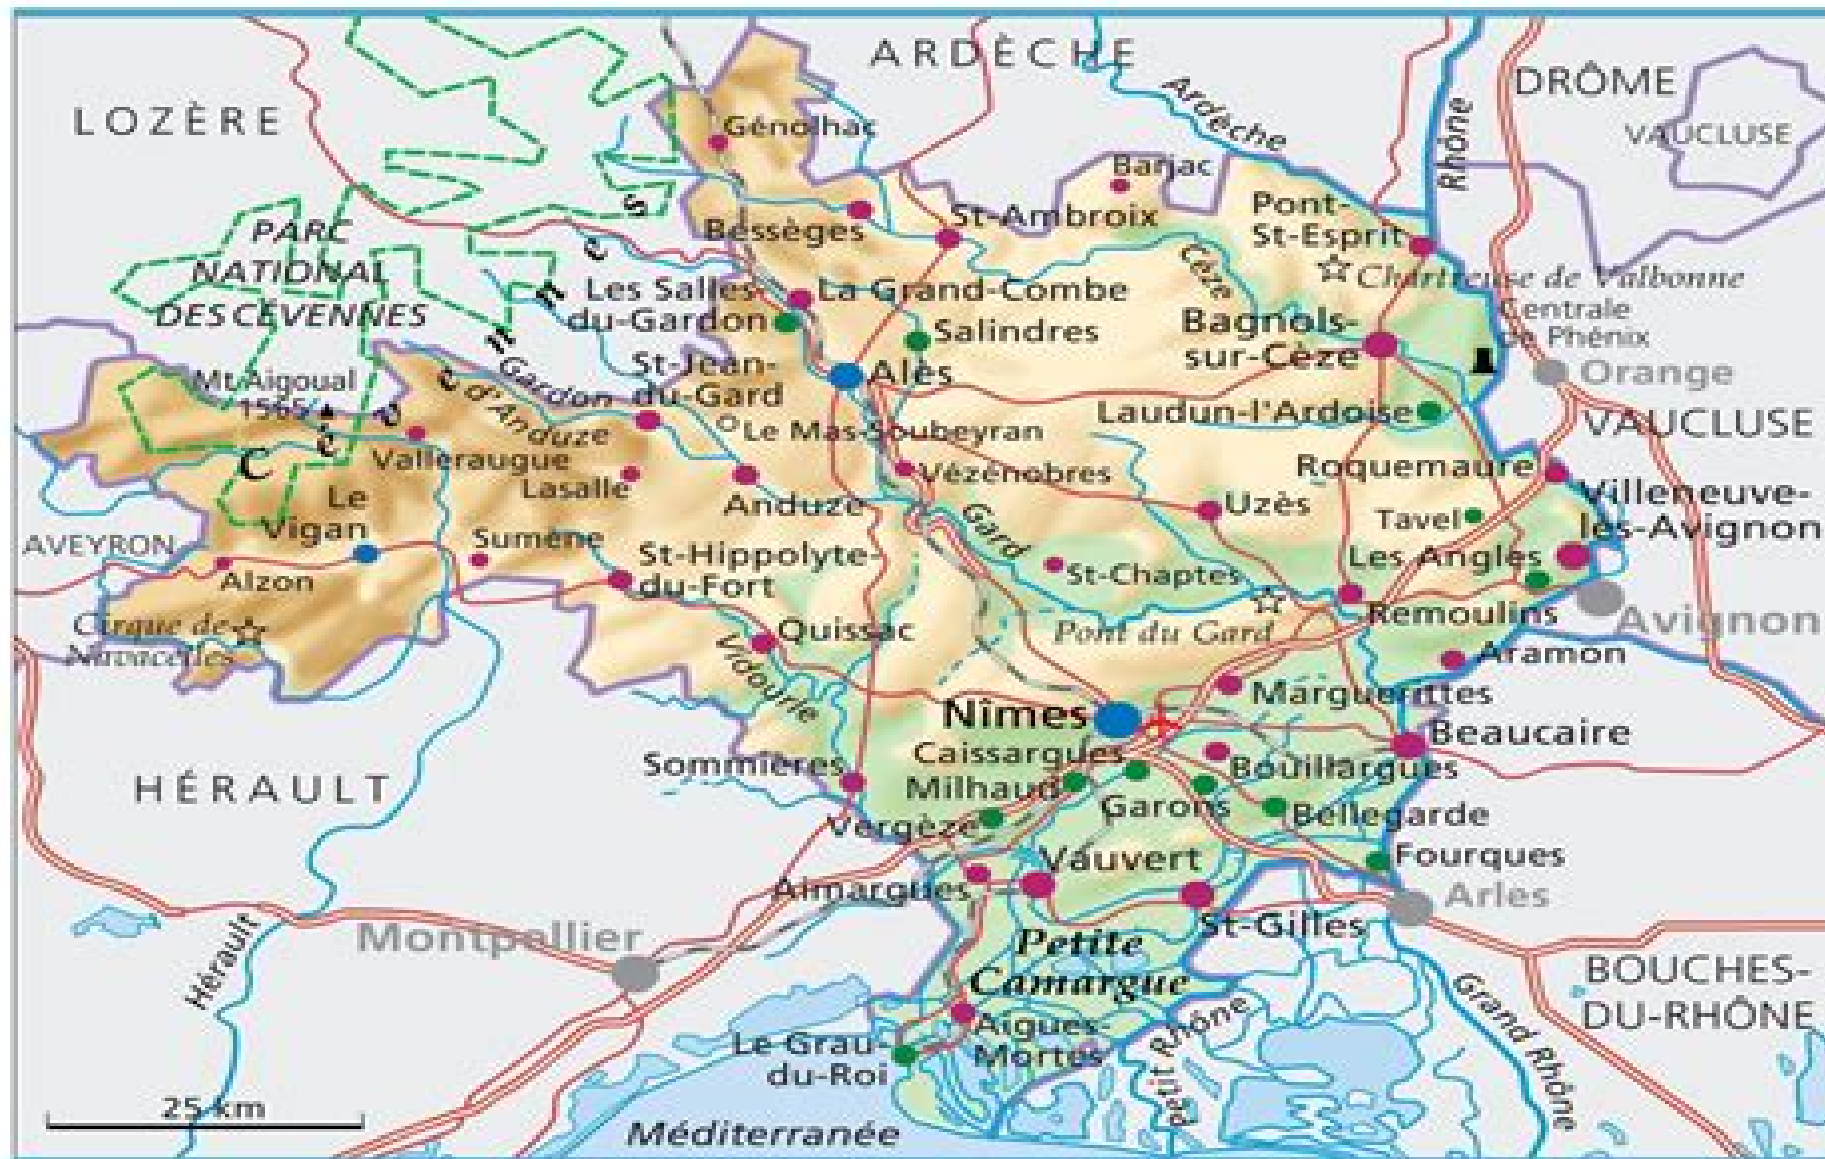 ARDÈCHE
DRÔME
LOZÈRE
Ardèche
Rhône
VAUCLUSE
Génolhac
Barjac
PARC
NATIONAL
DES CÉVENNES
Bessèges
St-Ambroix
Pont-
St-Esprit
Cèze
Chartreuse de Valbonne
Les Salles-
du-Gardon
La Grand-Combe
Salindres
Bagnols-
sur-Cèze
Centrale
de Phénix
Orange
Mt Aigoual
1565
Cévennes
Gardon
d'Anduze
St-Jean-
du-Gard
Alès
Le Mas-Soubeyran
Laudun-l'Ardoise
VAUCLUSE
Valleraugue
Lasalle
Anduze
Vézénobres
Roquemaure
Villeneuve-
lès-Avignon
Le
Vigan
Uzès
Tavel
AVEYRON
Alzon
Sumène
St-Hippolyte-
du-Fort
Gard
St-Chaptes
Les Angles
Cirque de
Navacelles
Quissac
Vidourle
Pont du Gard
Remoulins
Avignon
Aramon
Marguerittes
Nîmes
Beaucaire
HÉRAULT
Sommières
Caissargues
Milhaud
Bouillargues
Garons
Bellegarde
Vergèze
Vauvert
Fourques
Aimargues
St-Gilles
Arles
Montpellier
Hérault
Petite
Camargue
BOUCHES-
DU-RHÔNE
Aigues-
Mortes
Le Grau-
du-Roi
Petit Rhône
petit Rhône
Grand Rhône
25 km
Méditerranée